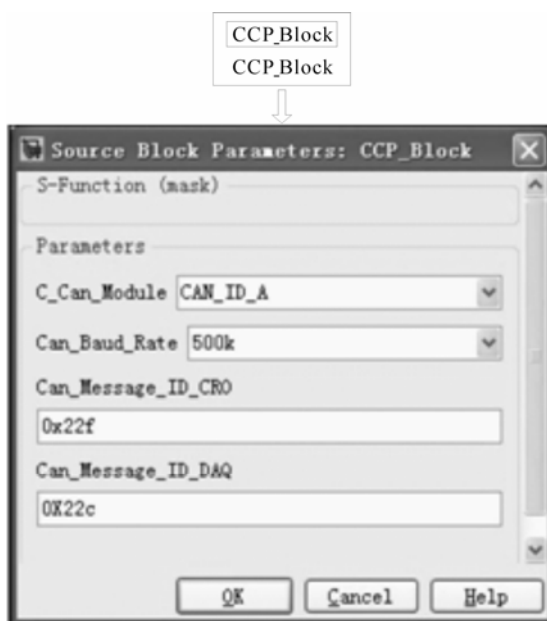 CCP_Block
CCP_Block
Source Block Parameters: CCP_Block
S-Function (mask)
Parameters
C_Can_Module CAN_ID_A
Can_Baud_Rate 500k
Can_Message_ID_CRO
0x22f
Can_Message_ID_DAQ
0X22c
OK Cancel Help